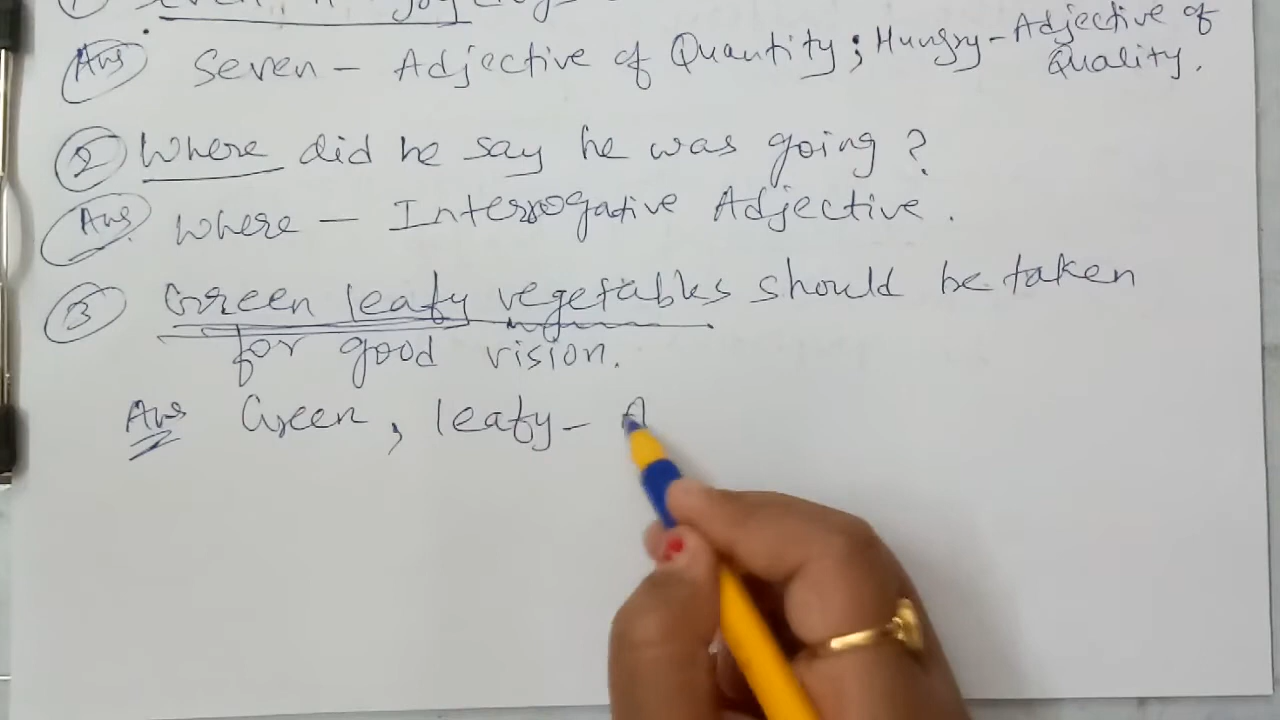 Ans Seven - Adjective of Quantity; Hungry - Adjective of Quality.
2 Where did he say he was going?
Ans. Where - Interrogative Adjective.
3 Green leafy vegetables should be taken
for good vision.
Ans Green, leafy - A